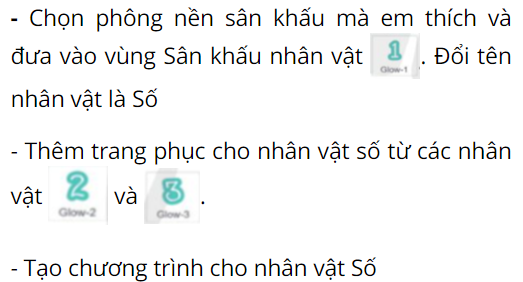 - Chọn phông nền sân khấu mà em thích và
đưa vào vùng Sân khấu nhân vật 1 Glow-1 . Đổi tên
nhân vật là Số
- Thêm trang phục cho nhân vật số từ các nhân
vật 2 Glow-2 và 3 Glow-3 .
- Tạo chương trình cho nhân vật Số